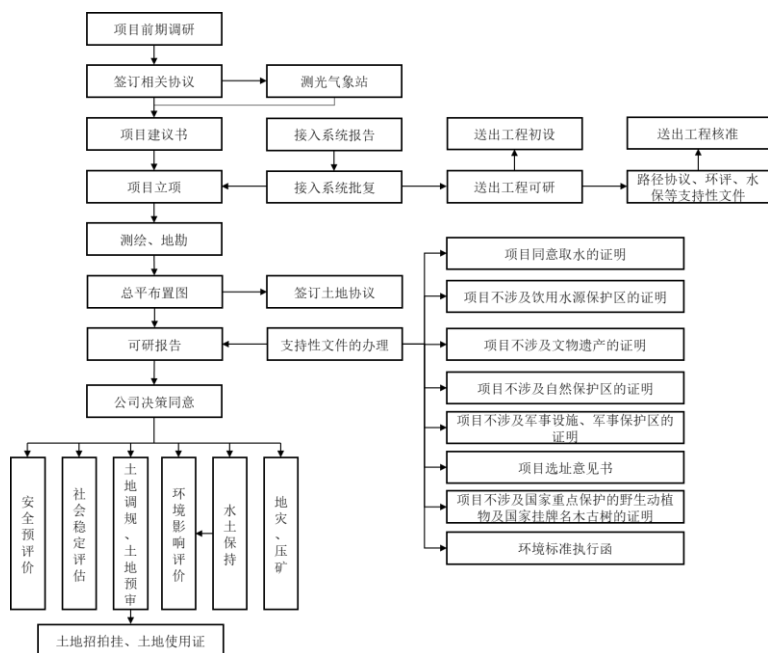 项目前期调研
签订相关协议
测光气象站
项目建议书
接入系统报告
送出工程初设
送出工程核准
项目立项
接入系统批复
送出工程可研
路径协议、环评、水
保等支持性文件
测绘、地勘
项目同意取水的证明
总平布置图
签订土地协议
项目不涉及饮用水源保护区的证明
可研报告
支持性文件的办理
项目不涉及文物遗产的证明
公司决策同意
项目不涉及自然保护区的证明
项目不涉及军事设施、军事保护区的
证明
项目选址意见书
项目不涉及国家重点保护的野生动植
物及国家挂牌名木古树的证明
环境标准执行函
安全预评价
社会稳定评估
土地调规、土地预审
环境影响评价
水土保持
地灾、压矿
土地招拍挂、土地使用证